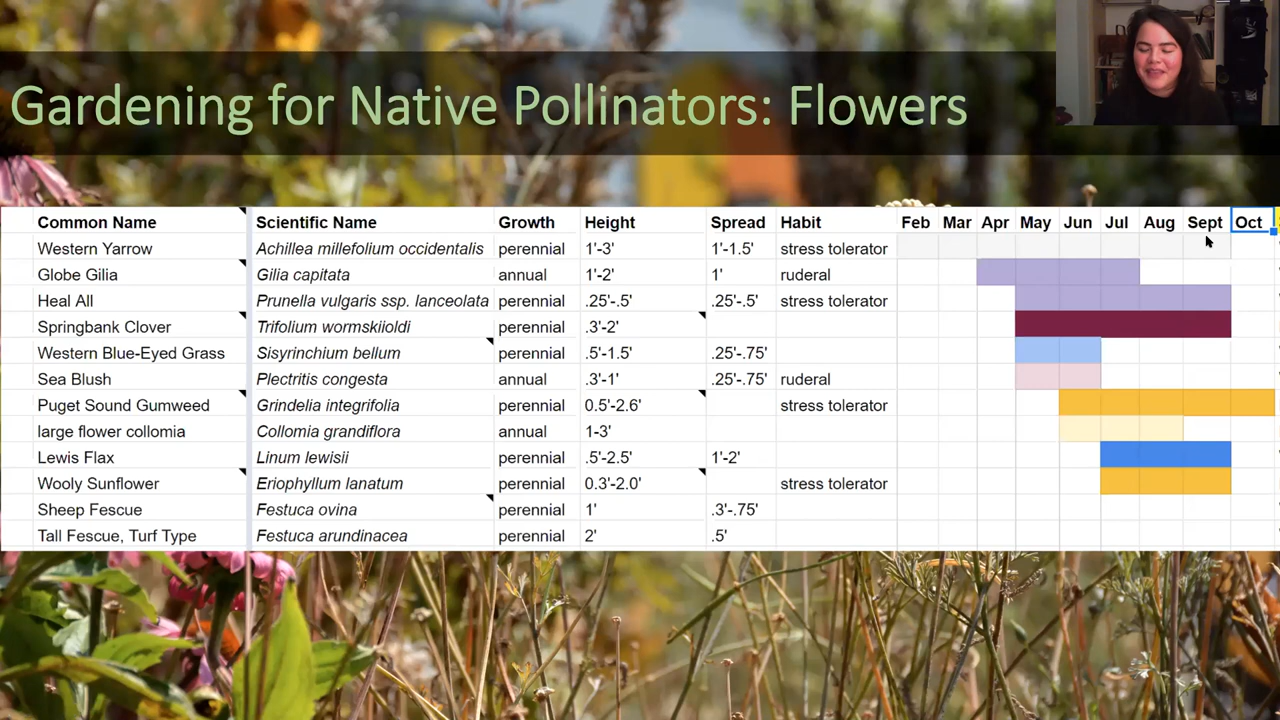 Gardening for Native Pollinators: Flowers
Common Name Scientific Name Growth Height Spread Habit Feb Mar Apr May Jun Jul Aug Sept Oct
Western Yarrow Achillea millefolium occidentalis perennial 1'-3' 1'-1.5' stress tolerator
Globe Gilia Gilia capitata annual 1'-2' 1' ruderal
Heal All Prunella vulgaris ssp. lanceolata perennial .25'-.5' .25'-.5' stress tolerator
Springbank Clover Trifolium wormskiioldi perennial .3'-2'
Western Blue-Eyed Grass Sisyrinchium bellum perennial .5'-1.5' .25'-.75'
Sea Blush Plectritis congesta annual .3'-1' .25'-.75' ruderal
Puget Sound Gumweed Grindelia integrifolia perennial 0.5'-2.6' stress tolerator
large flower collomia Collomia grandiflora annual 1-3'
Lewis Flax Linum lewisii perennial .5'-2.5' 1'-2'
Wooly Sunflower Eriophyllum lanatum perennial 0.3'-2.0' stress tolerator
Sheep Fescue Festuca ovina perennial 1' .3'-.75'
Tall Fescue, Turf Type Festuca arundinacea perennial 2' .5'